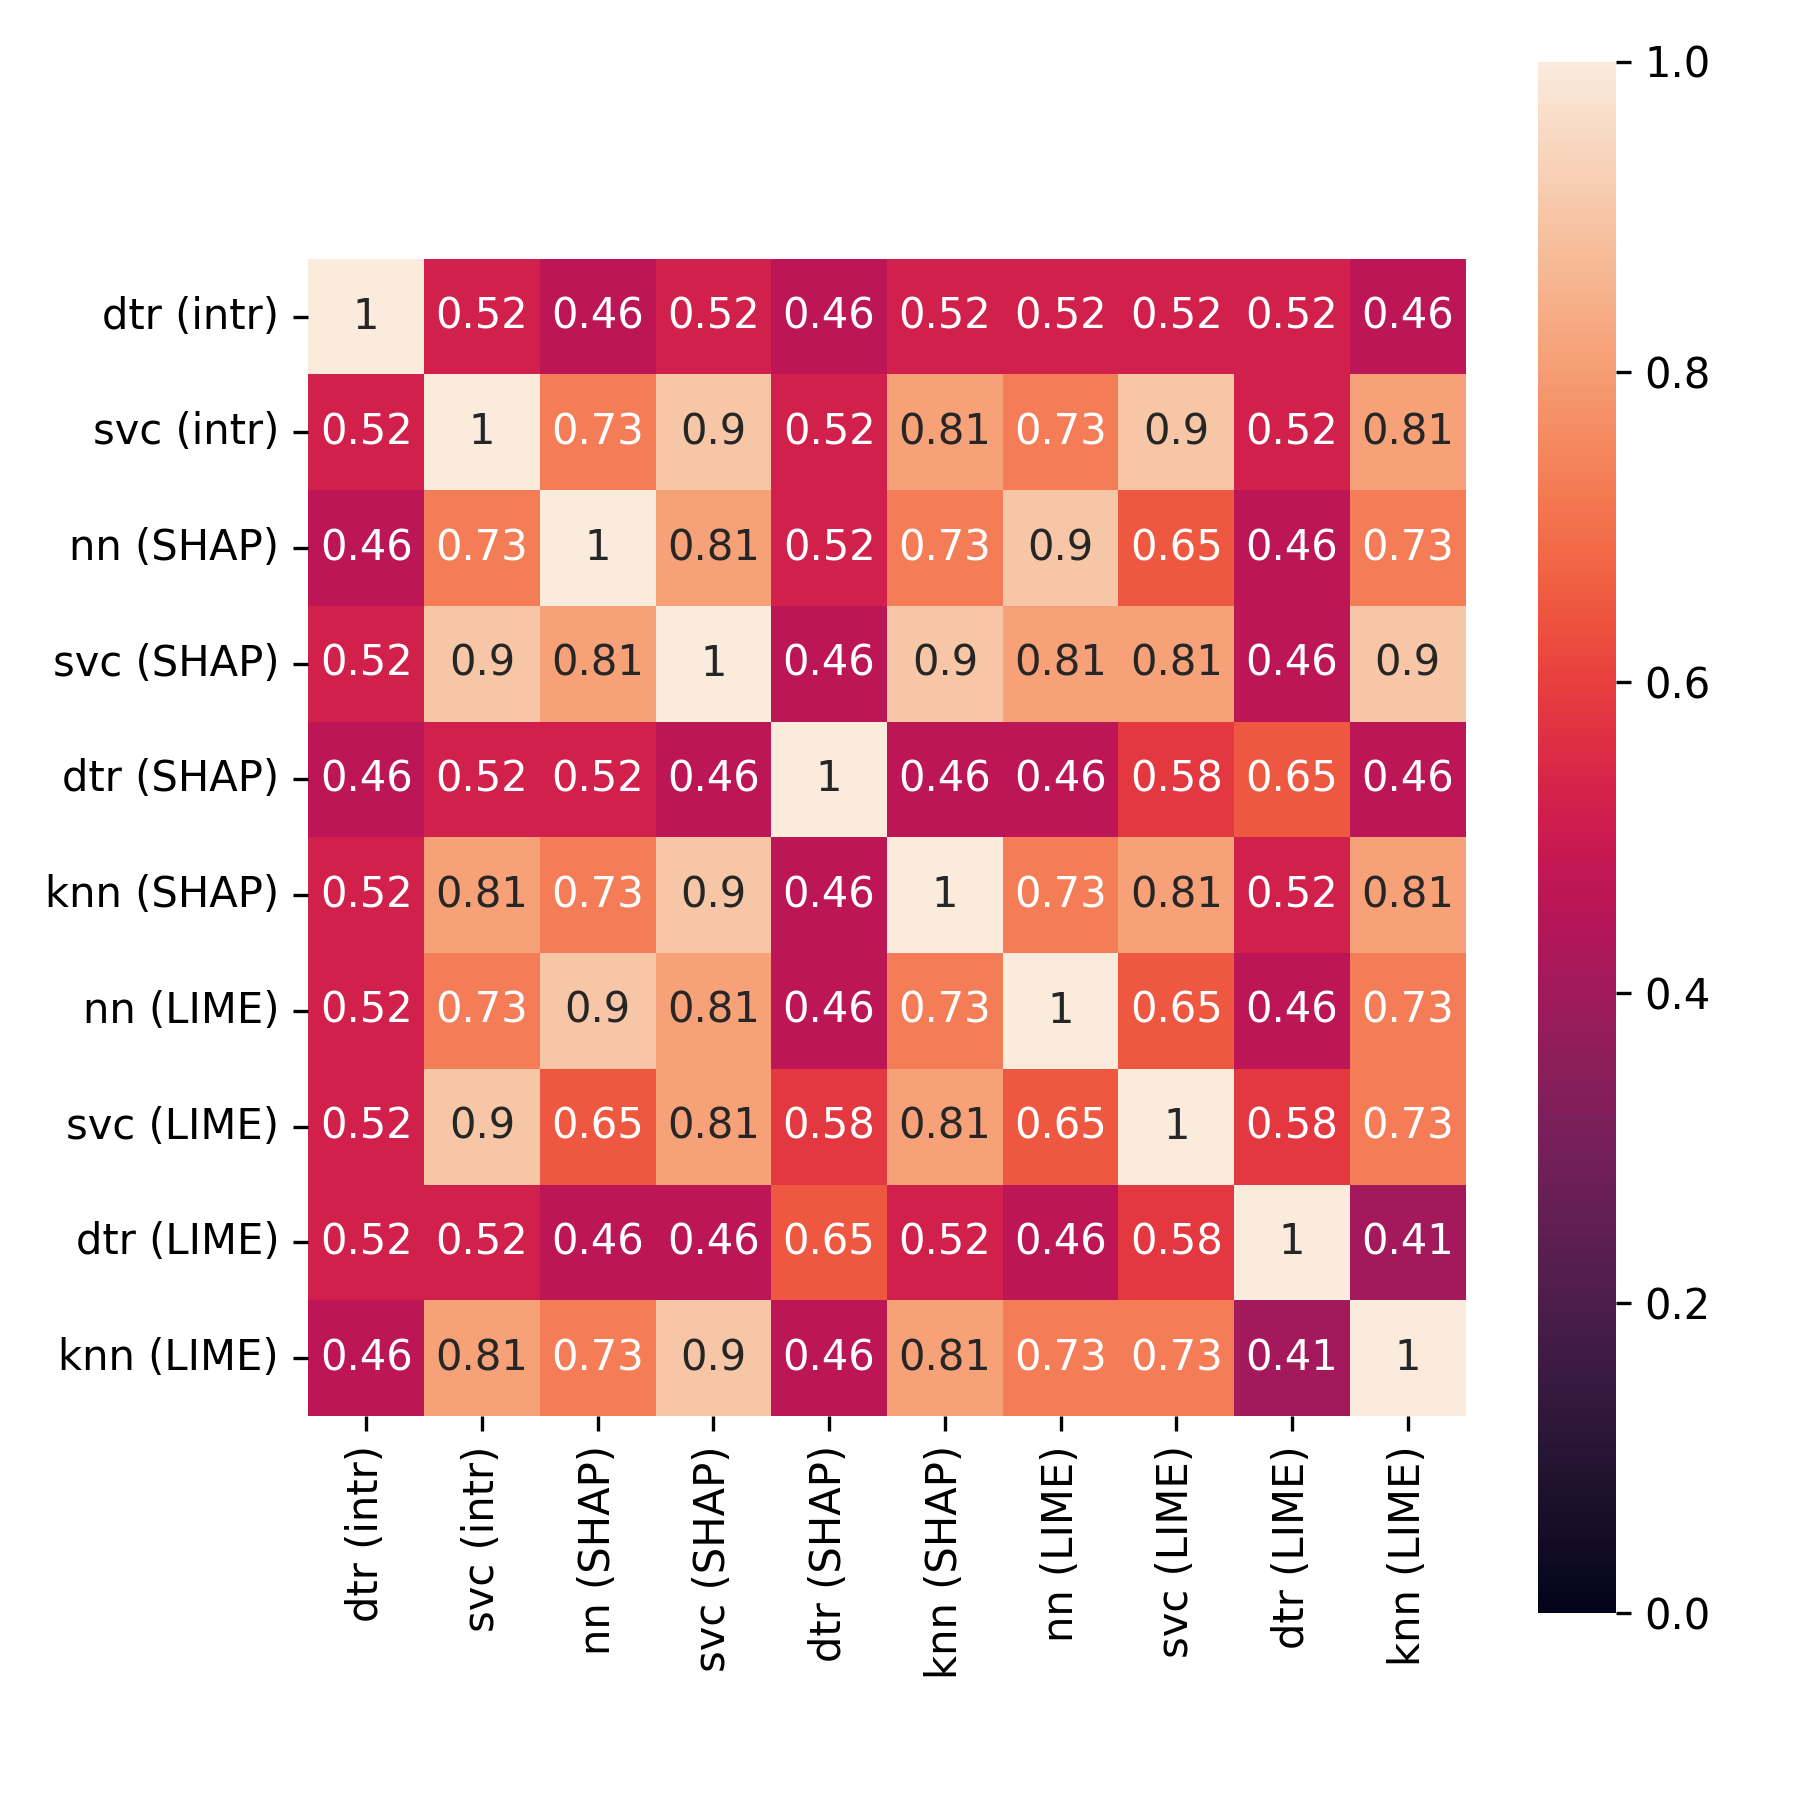 dtr (intr) 1 0.52 0.46 0.52 0.46 0.52 0.52 0.52 0.52 0.46
svc (intr) 0.52 1 0.73 0.9 0.52 0.81 0.73 0.9 0.52 0.81
nn (SHAP) 0.46 0.73 1 0.81 0.52 0.73 0.9 0.65 0.46 0.73
svc (SHAP) 0.52 0.9 0.81 1 0.46 0.9 0.81 0.81 0.46 0.9
dtr (SHAP) 0.46 0.52 0.52 0.46 1 0.46 0.46 0.58 0.65 0.46
knn (SHAP) 0.52 0.81 0.73 0.9 0.46 1 0.73 0.81 0.52 0.81
nn (LIME) 0.52 0.73 0.9 0.81 0.46 0.73 1 0.65 0.46 0.73
svc (LIME) 0.52 0.9 0.65 0.81 0.58 0.81 0.65 1 0.58 0.73
dtr (LIME) 0.52 0.52 0.46 0.46 0.65 0.52 0.46 0.58 1 0.41
knn (LIME) 0.46 0.81 0.73 0.9 0.46 0.81 0.73 0.73 0.41 1
dtr (intr)
svc (intr)
nn (SHAP)
svc (SHAP)
dtr (SHAP)
knn (SHAP)
nn (LIME)
svc (LIME)
dtr (LIME)
knn (LIME)
1.0
0.8
0.6
0.4
0.2
0.0